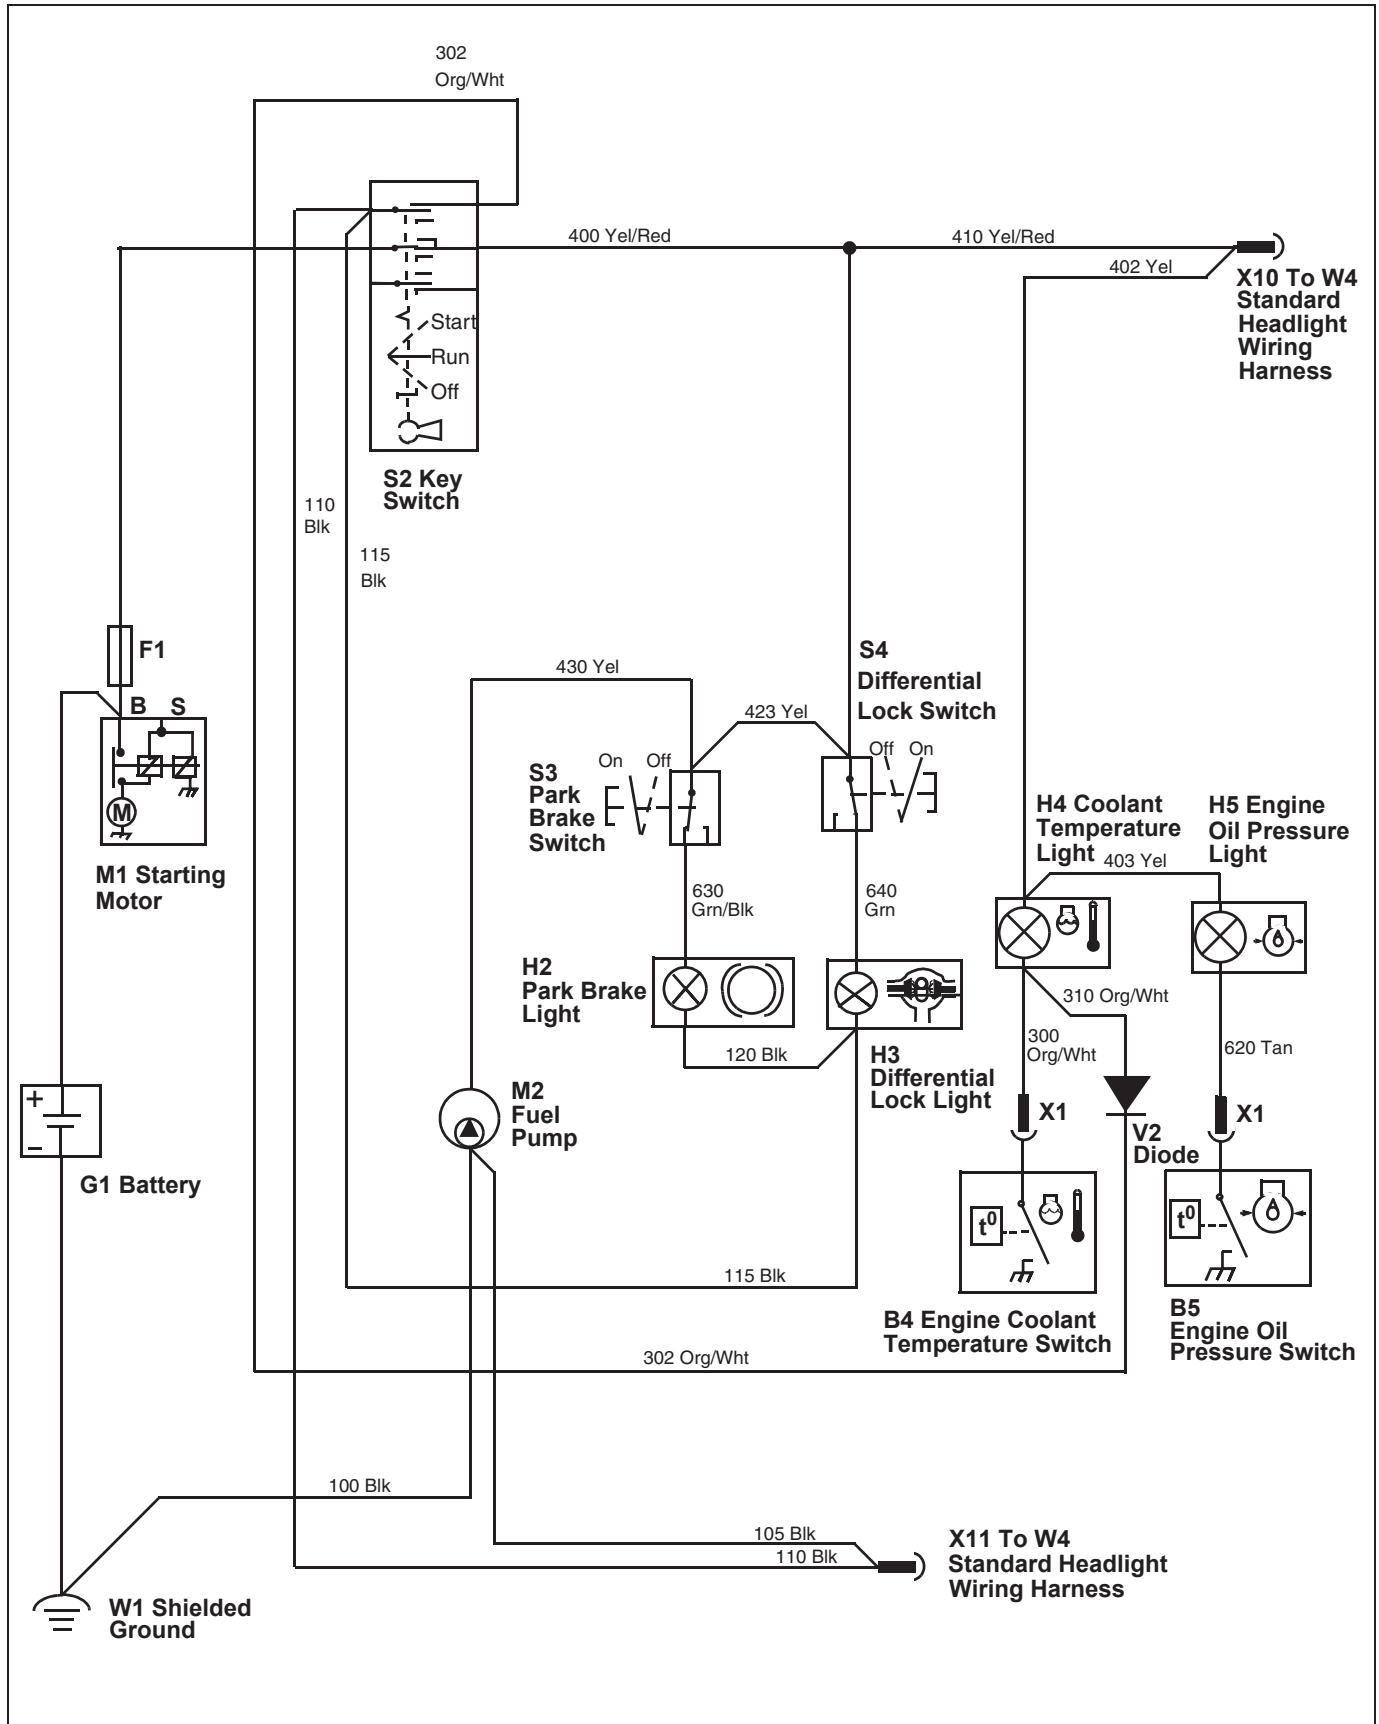 302
Org/Wht
400 Yel/Red
410 Yel/Red
402 Yel
X10 To W4
Standard
Headlight
Wiring
Harness
Start
Run
Off
S2 Key
Switch
110
Blk
115
Blk
F1
B S
M
M1 Starting
Motor
430 Yel
423 Yel
S4
Differential
Lock Switch
Off On
On Off
S3
Park
Brake
Switch
H4 Coolant
Temperature
Light
H5 Engine
Oil Pressure
Light
403 Yel
630
Grn/Blk
640
Grn
H2
Park Brake
Light
120 Blk
H3
Differential
Lock Light
310 Org/Wht
300
Org/Wht
620 Tan
X1
X1
V2
Diode
M2
Fuel
Pump
+
–
G1 Battery
t⁰
t⁰
115 Blk
B4 Engine Coolant
Temperature Switch
B5
Engine Oil
Pressure Switch
302 Org/Wht
100 Blk
105 Blk
110 Blk
X11 To W4
Standard Headlight
Wiring Harness
W1 Shielded
Ground